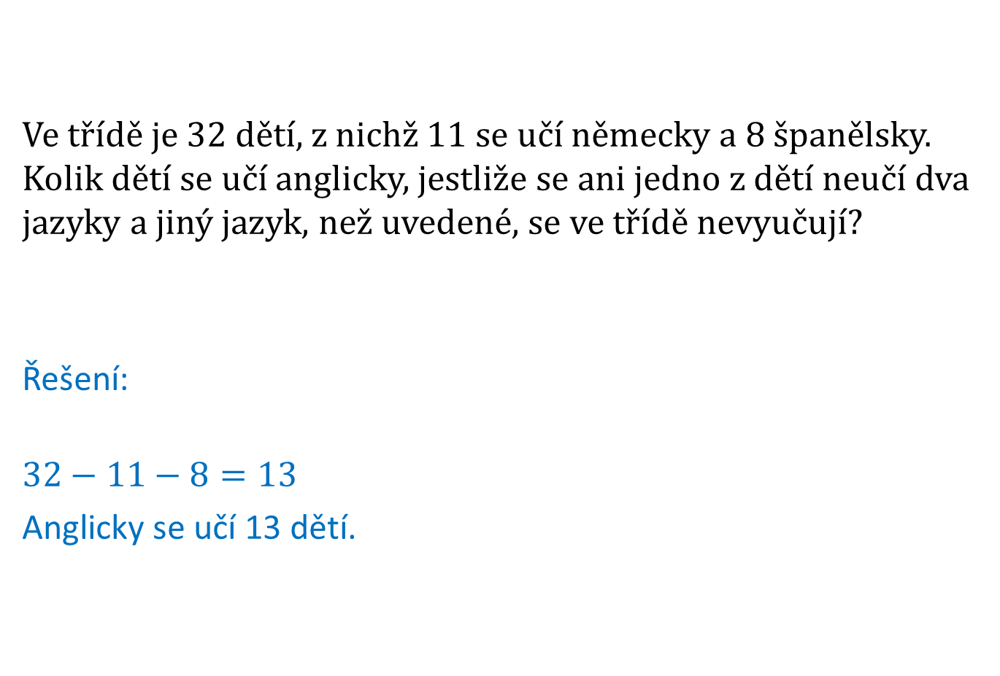 Ve třídě je 32 dětí, z nichž 11 se učí německy a 8 španělsky.
Kolik dětí se učí anglicky, jestliže se ani jedno z dětí neučí dva
jazyky a jiný jazyk, než uvedené, se ve třídě nevyučují?
Řešení:
32 − 11 − 8 = 13
Anglicky se učí 13 dětí.